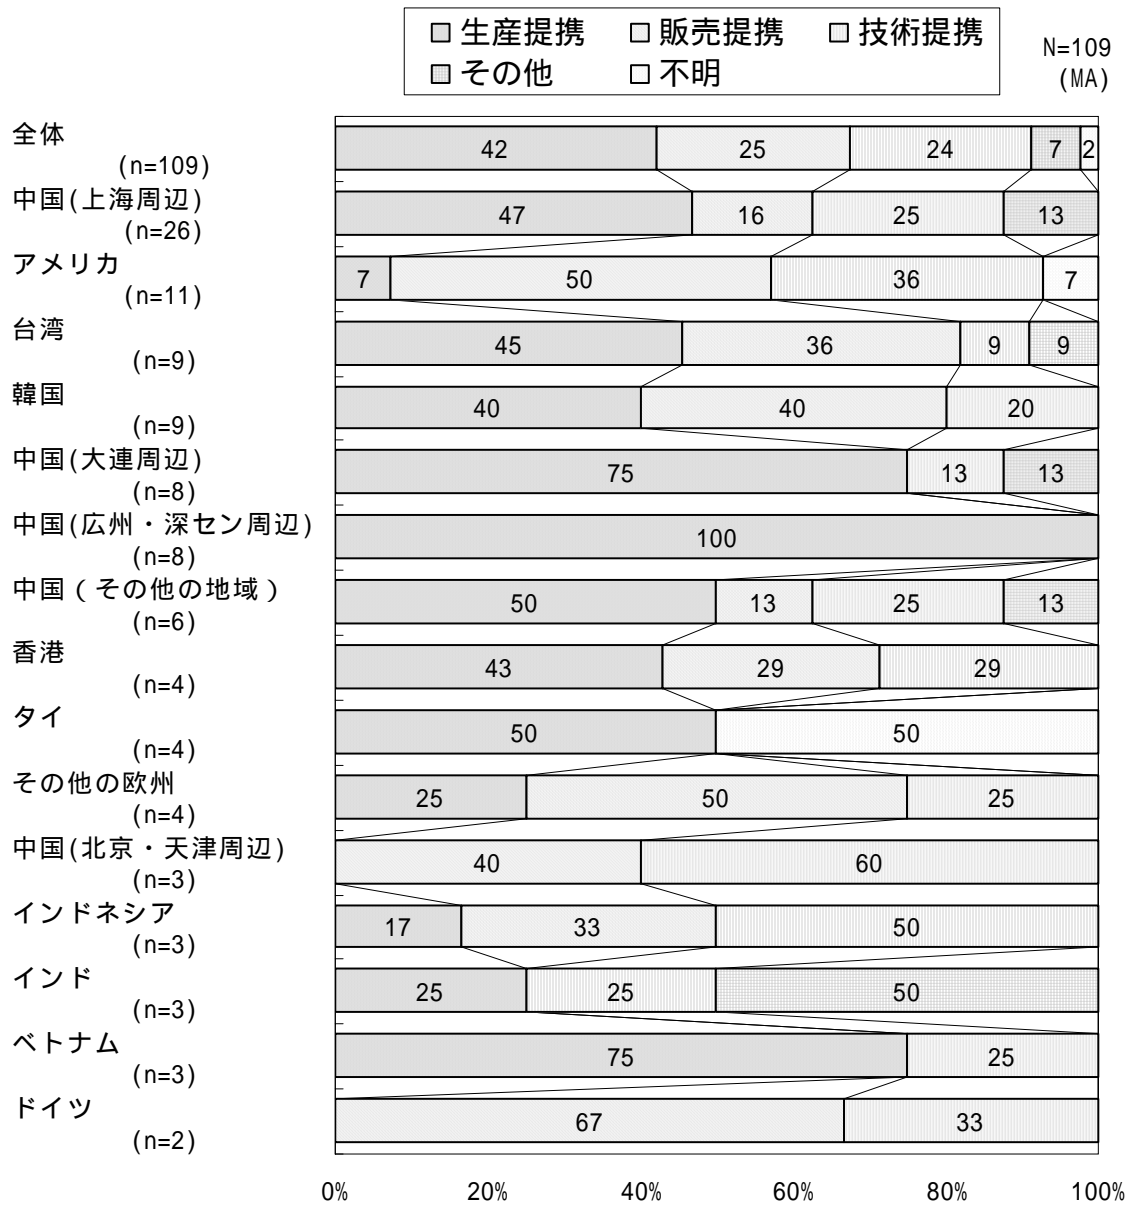 生産提携 販売提携 技術提携
その他 不明
N=109
(MA)
全体
(n=109)
42 25 24 7 2
中国(上海周辺)
(n=26)
47 16 25 13
アメリカ
(n=11)
7 50 36 7
台湾
(n=9)
45 36 9 9
韓国
(n=9)
40 40 20
中国(大連周辺)
(n=8)
75 13 13
中国(広州・深セン周辺)
(n=8)
100
中国(その他の地域)
(n=6)
50 13 25 13
香港
(n=4)
43 29 29
タイ
(n=4)
50 50
その他の欧州
(n=4)
25 50 25
中国(北京・天津周辺)
(n=3)
40 60
インドネシア
(n=3)
17 33 50
インド
(n=3)
25 25 50
ベトナム
(n=3)
75 25
ドイツ
(n=2)
67 33
0% 20% 40% 60% 80% 100%